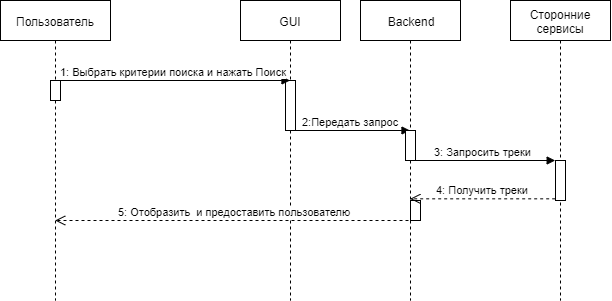 Пользователь
GUI
Backend
Сторонние
сервисы
1: Выбрать критерии поиска и нажать Поиск
2:Передать запрос
3: Запросить треки
4: Получить треки
5: Отобразить  и предоставить пользователю